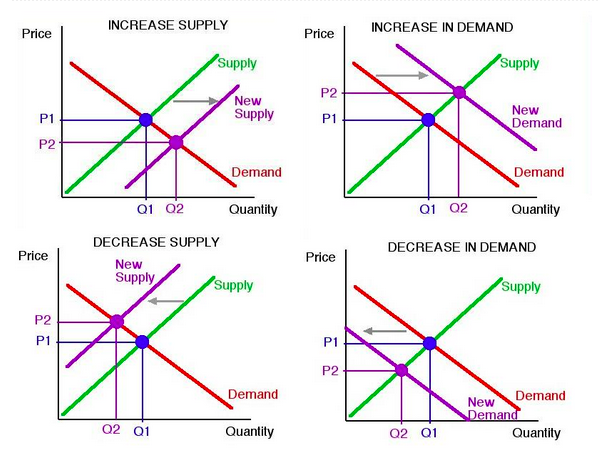 INCREASE SUPPLY
Price
Supply
New
Supply
P1
P2
Demand
Q1 Q2 Quantity
INCREASE IN DEMAND
Price
Supply
P2
New
Demand
P1
Demand
Q1 Q2 Quantity
DECREASE SUPPLY
Price
New
Supply
Supply
P2
P1
Demand
Q2 Q1 Quantity
DECREASE IN DEMAND
Price
Supply
P1
P2
Demand
New
Demand
Q2 Q1 Quantity